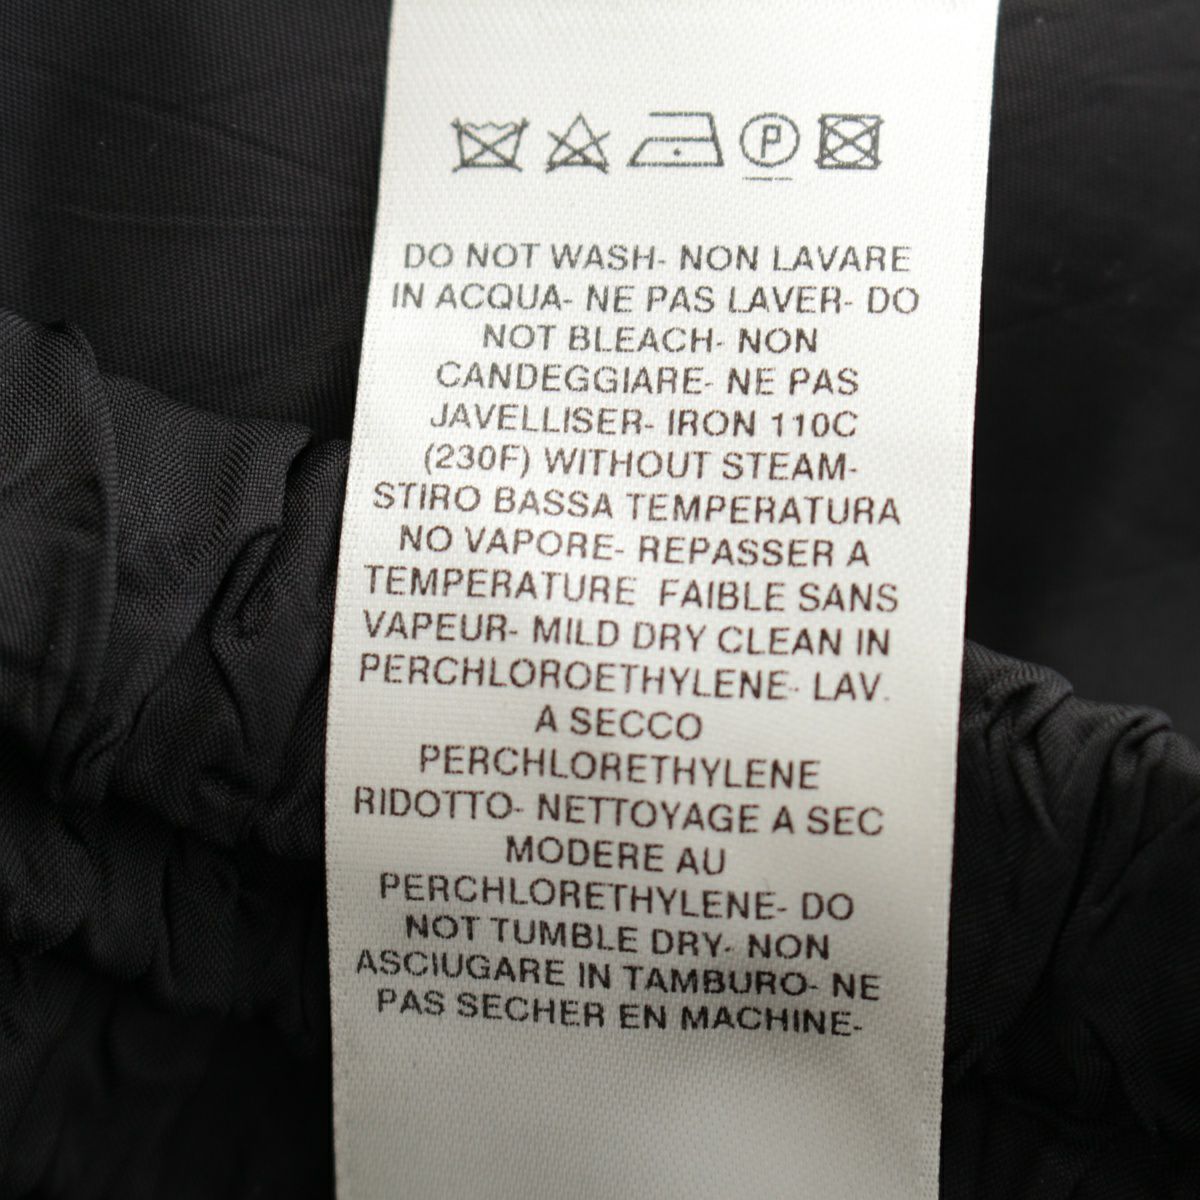 P
DO NOT WASH- NON LAVARE
IN ACQUA- NE PAS LAVER- DO
NOT BLEACH- NON
CANDEGGIARE- NE PAS
JAVELLISER- IRON 110C
(230F) WITHOUT STEAM-
STIRO BASSA TEMPERATURA
NO VAPORE- REPASSER A
TEMPERATURE FAIBLE SANS
VAPEUR- MILD DRY CLEAN IN
PERCHLOROETHYLENE- LAV.
A SECCO
PERCHLORETHYLENE
RIDOTTO- NETTOYAGE A SEC
MODERE AU
PERCHLORETHYLENE- DO
NOT TUMBLE DRY- NON
ASCIUGARE IN TAMBURO- NE
PAS SECHER EN MACHINE-